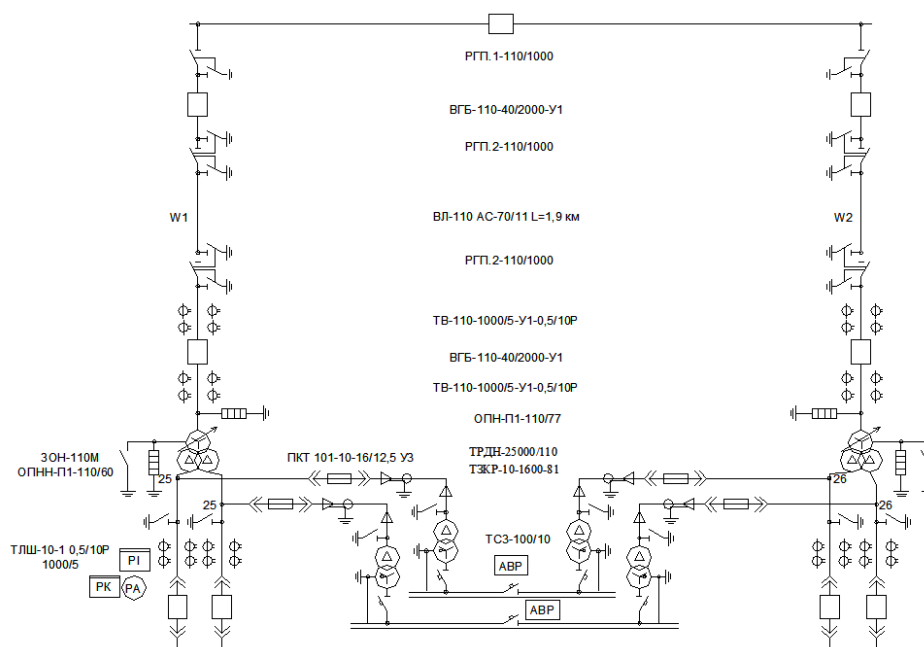 РГП.1-110/1000
ВГБ-110-40/2000-У1
РГП.2-110/1000
W1
ВЛ-110 АС-70/11 L=1,9 км
W2
РГП.2-110/1000
ТВ-110-1000/5-У1-0,5/10Р
ВГБ-110-40/2000-У1
ТВ-110-1000/5-У1-0,5/10Р
ОПН-П1-110/77
ЗОН-110М
ОПНН-П1-110/60
ПКТ 101-10-16/12,5 УЗ
ТРДН-25000/110
ТЗКР-10-1600-81
25
26
25
26
ТЛШ-10-1 0,5/10Р
1000/5
PI
РК
РА
ТСЗ-100/10
АВР
АВР